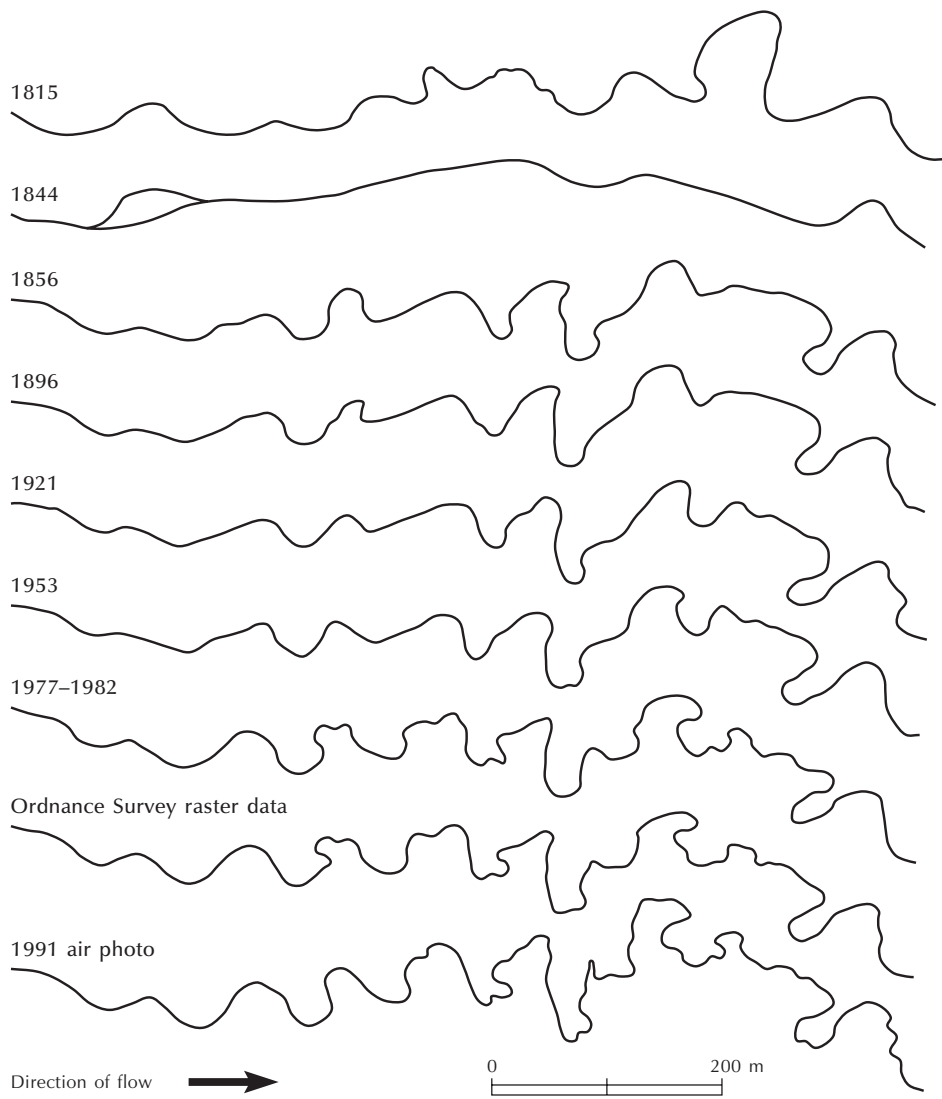 1815
1844
1856
1896
1921
1953
1977–1982
Ordnance Survey raster data
1991 air photo
0 200 m
Direction of flow